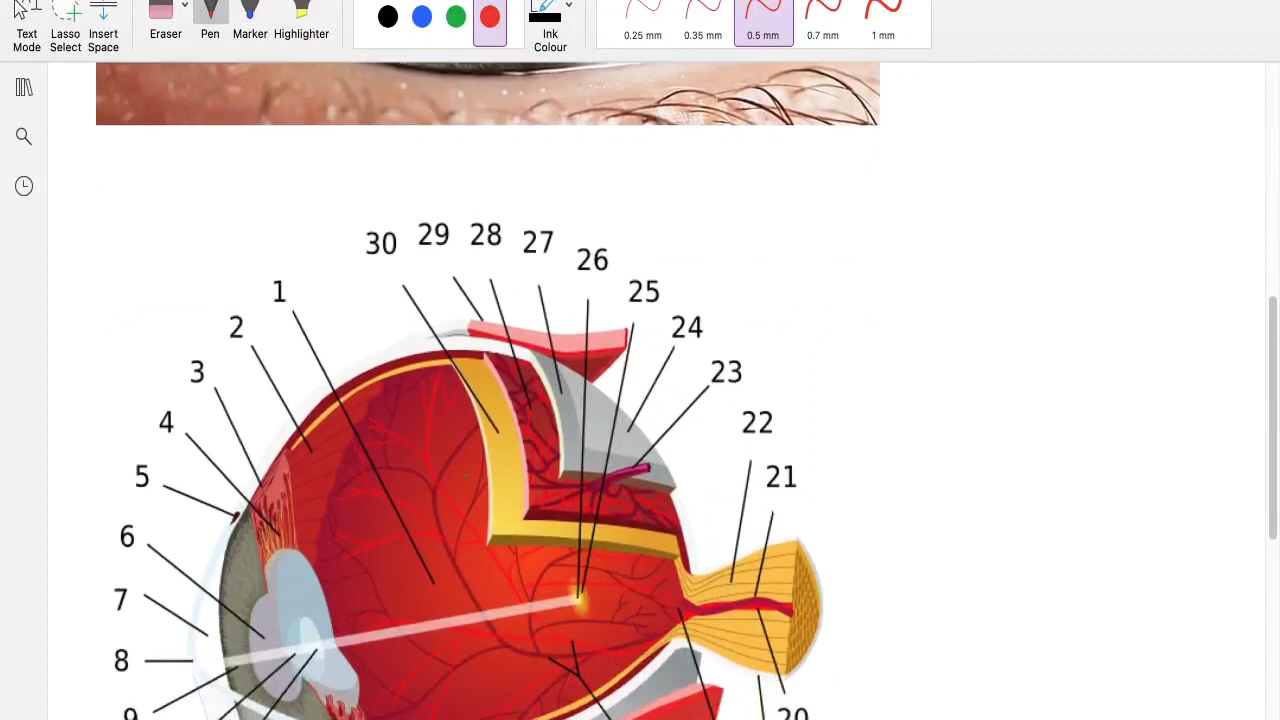 Text Mode
Lasso Select
Insert Space
Eraser
Pen
Marker
Highlighter
Ink Colour
0.25 mm
0.35 mm
0.5 mm
0.7 mm
1 mm
30
29
28
27
26
25
1
24
2
23
3
22
4
21
5
6
7
8
9
20